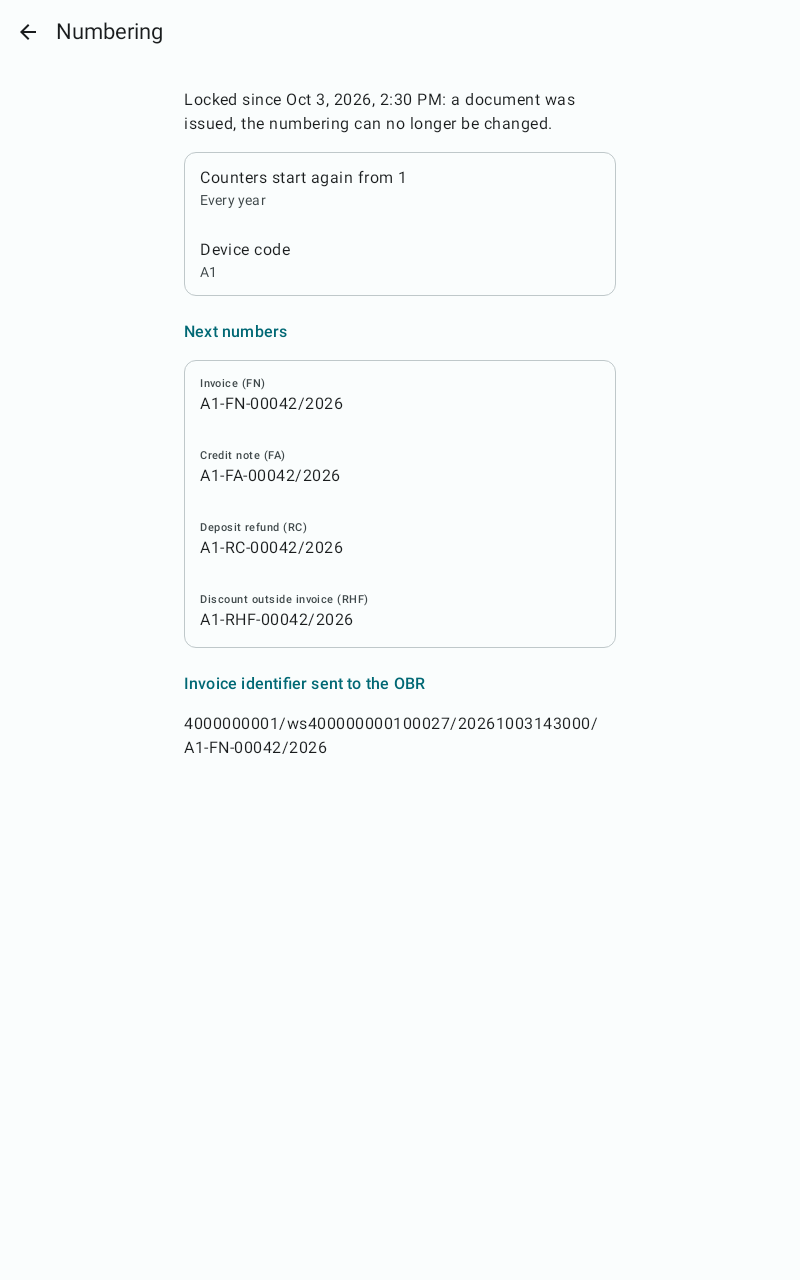 Numbering
Locked since Oct 3, 2026, 2:30 PM: a document was
issued, the numbering can no longer be changed.
Counters start again from 1
Every year
Device code
A1
Next numbers
Invoice (FN)
A1-FN-00042/2026
Credit note (FA)
A1-FA-00042/2026
Deposit refund (RC)
A1-RC-00042/2026
Discount outside invoice (RHF)
A1-RHF-00042/2026
Invoice identifier sent to the OBR
4000000001/ws400000000100027/20261003143000/
A1-FN-00042/2026